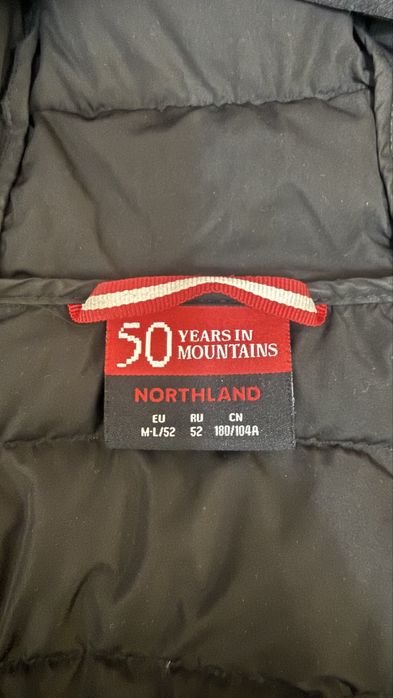 50 YEARS IN
MOUNTAINS
NORTHLAND
EU RU CN
M-L/52 52 180/104A